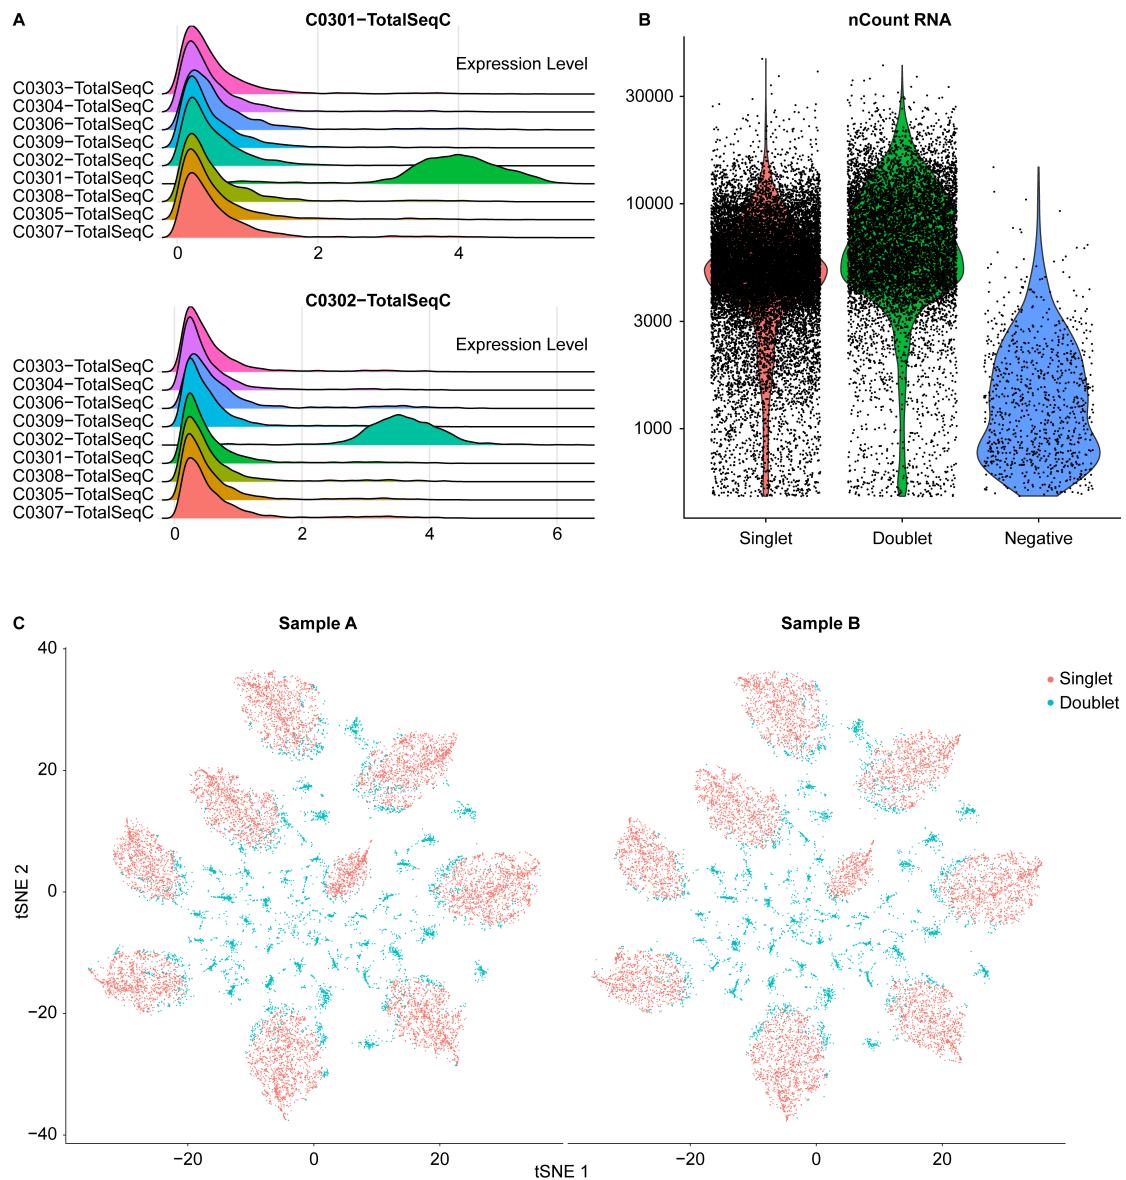 A
C0301−TotalSeqC
Expression Level
C0303−TotalSeqC
C0304−TotalSeqC
C0306−TotalSeqC
C0309−TotalSeqC
C0302−TotalSeqC
C0301−TotalSeqC
C0308−TotalSeqC
C0305−TotalSeqC
C0307−TotalSeqC
0 2 4
C0302−TotalSeqC
Expression Level
C0303−TotalSeqC
C0304−TotalSeqC
C0306−TotalSeqC
C0309−TotalSeqC
C0302−TotalSeqC
C0301−TotalSeqC
C0308−TotalSeqC
C0305−TotalSeqC
C0307−TotalSeqC
0 2 4 6
B
nCount RNA
30000
10000
3000
1000
Singlet Doublet Negative
C
Sample A Sample B
40
20
0
−20
−40
tSNE 2
−20 0 20 −20 0 20
tSNE 1
Singlet
Doublet